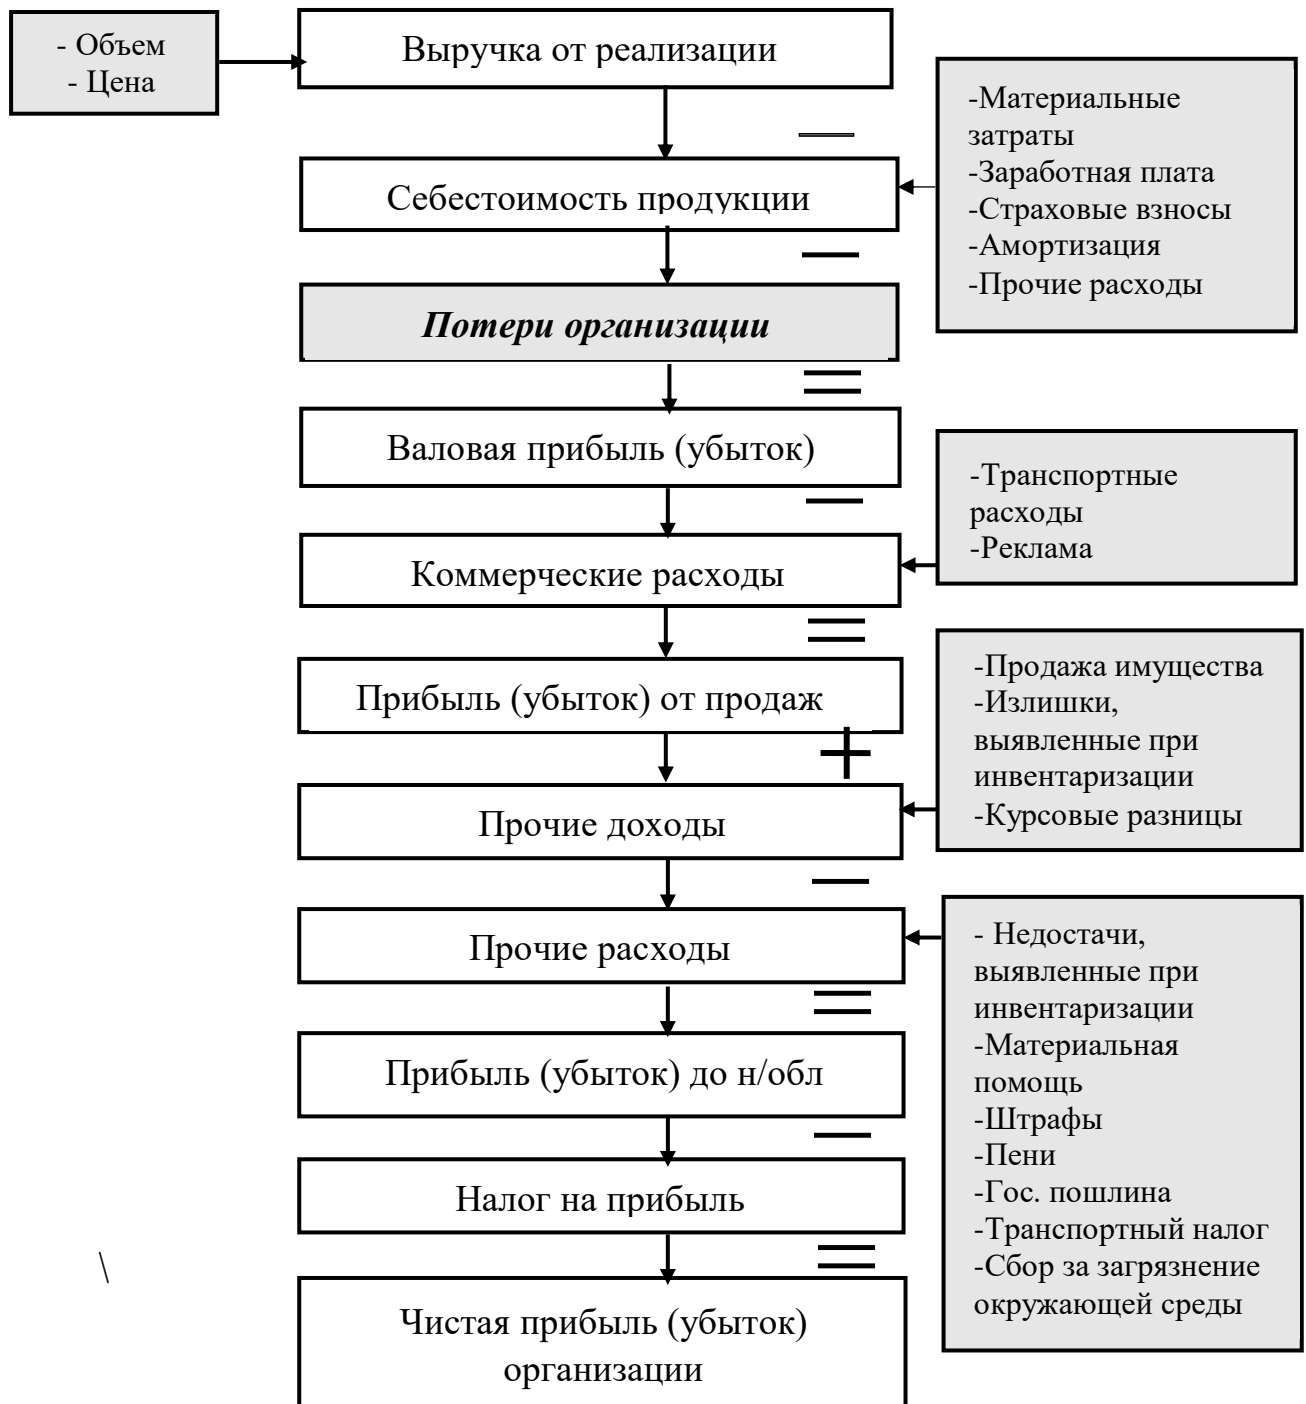 - Объем
- Цена
Выручка от реализации
Себестоимость продукции
-Материальные
затраты
-Заработная плата
-Страховые взносы
-Амортизация
-Прочие расходы
Потери организации
Валовая прибыль (убыток)
Коммерческие расходы
-Транспортные
расходы
-Реклама
Прибыль (убыток) от продаж
+
Прочие доходы
-Продажа имущества
-Излишки,
выявленные при
инвентаризации
-Курсовые разницы
Прочие расходы
- Недостачи,
выявленные при
инвентаризации
-Материальная
помощь
-Штрафы
-Пени
-Гос. пошлина
-Транспортный налог
-Сбор за загрязнение
окружающей среды
Прибыль (убыток) до н/обл
Налог на прибыль
\
Чистая прибыль (убыток)
организации